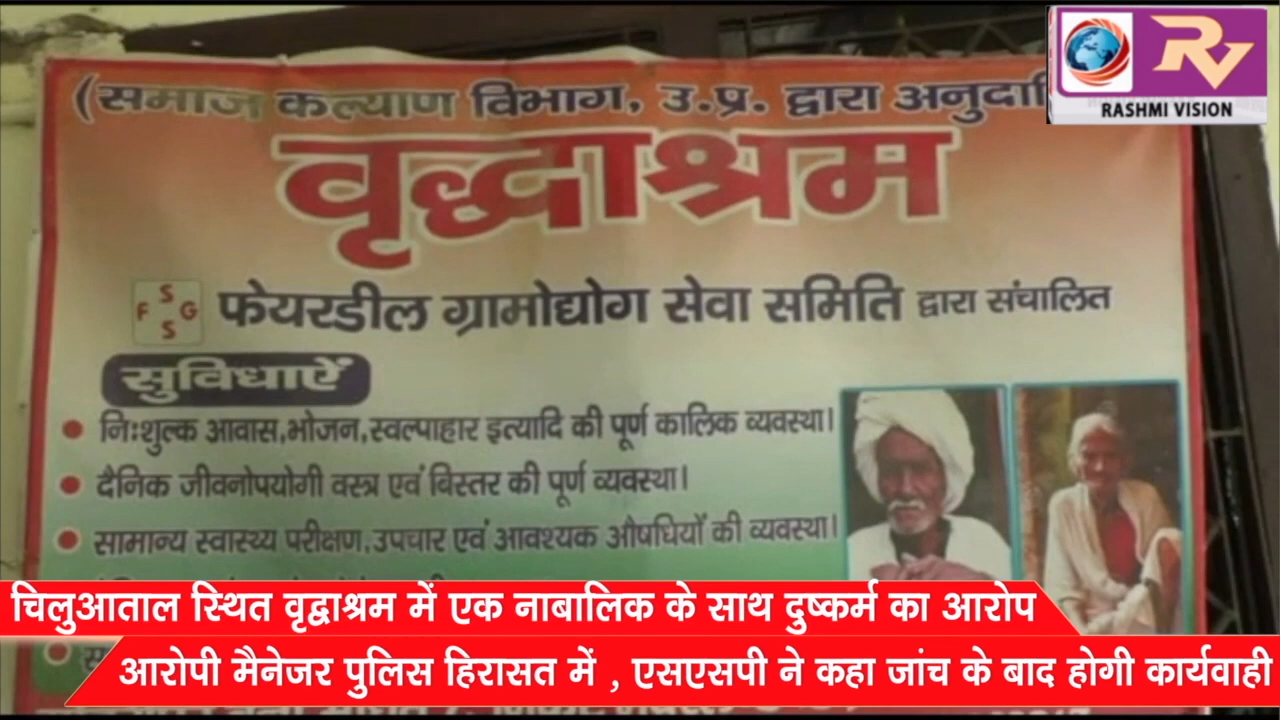 RV
RASHMI VISION
(समाज कल्याण विभाग, उ.प्र. द्वारा
वृद्धाश्रम
S
F G
S
फेयरडील ग्रामोद्योग सेवा समिति द्वारा संचालित
सुविधाऐं
निःशुल्क आवास,भोजन,स्वल्पाहार इत्यादि की पूर्ण कालिक व्यवस्था।
दैनिक जीवनोपयोगी वस्त्र एवं बिस्तर की पूर्ण व्यवस्था।
सामान्य स्वास्थ्य परीक्षण,उपचार एवं आवश्यक औषधियों की व्यवस्था।
चिलुआताल स्थित वृद्वाश्रम में एक नाबालिक के साथ दुष्कर्म का आरोप
आरोपी मैनेजर पुलिस हिरासत में , एसएसपी ने कहा जांच के बाद होगी कार्यवाही